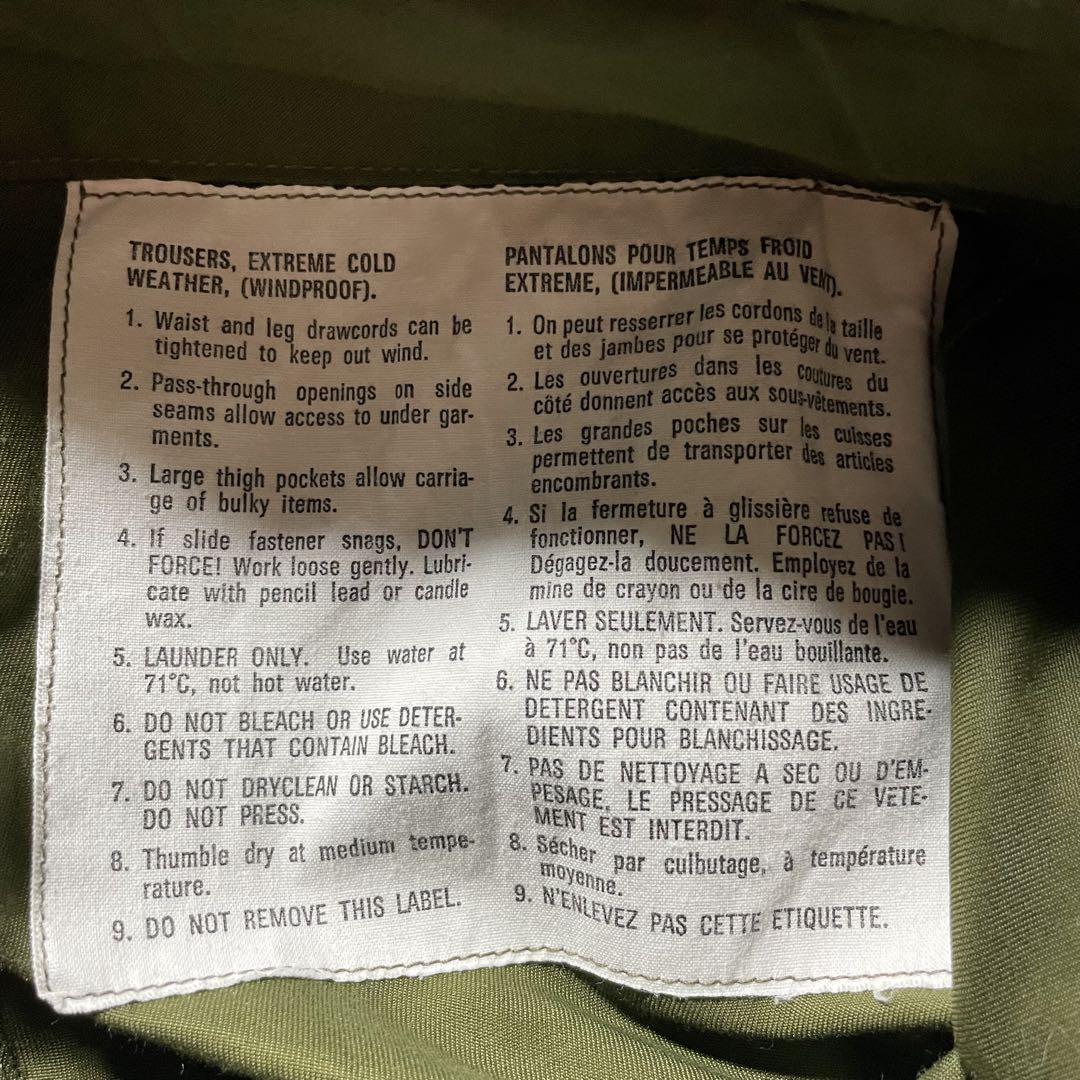 TROUSERS, EXTREME COLD
WEATHER, (WINDPROOF).
1. Waist and leg drawcords can be
tightened to keep out wind.
2. Pass-through openings on side
seams allow access to under gar-
ments.
3. Large thigh pockets allow carria-
ge of bulky items.
4. If slide fastener snags, DON'T
FORCE! Work loose gently. Lubri-
cate with pencil lead or candle
wax.
5. LAUNDER ONLY. Use water at
71°C, not hot water.
6. DO NOT BLEACH OR USE DETER-
GENTS THAT CONTAIN BLEACH.
7. DO NOT DRYCLEAN OR STARCH.
DO NOT PRESS.
8. Thumble dry at medium tempe-
rature.
9. DO NOT REMOVE THIS LABEL.
PANTALONS POUR TEMPS FROID
EXTREME, (IMPERMEABLE AU VENT).
1. On peut resserrer les cordons de la taille
et des jambes pour se protéger du vent.
2. Les ouvertures dans les coutures du
côté donnent accès aux sous-vêtements.
3. Les grandes poches sur les cuisses
permettent de transporter des articles
encombrants.
4. Si la fermeture à glissière refuse de
fonctionner, NE LA FORCEZ PAS!
Dégagez-la doucement. Employez de la
mine de crayon ou de la cire de bougie.
5. LAVER SEULEMENT. Servez-vous de l'eau
à 71°C, non pas de l'eau bouillante.
6. NE PAS BLANCHIR OU FAIRE USAGE DE
DETERGENT CONTENANT DES INGRE-
DIENTS POUR BLANCHISSAGE.
7. PAS DE NETTOYAGE A SEC OU D'EM-
PESAGE. LE PRESSAGE DE CE VETE-
MENT EST INTERDIT.
8. Sécher par culbutage, à température
moyenne.
9. N'ENLEVEZ PAS CETTE ETIQUETTE.